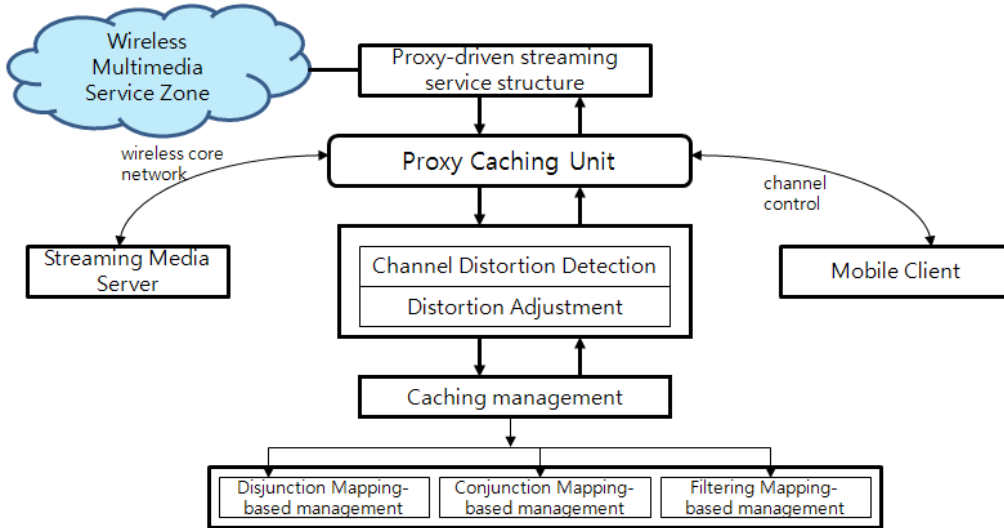 Wireless
Multimedia
Service Zone
Proxy-driven streaming
service structure
wireless core
network
Proxy Caching Unit
channel
control
Streaming Media
Server
Channel Distortion Detection
Distortion Adjustment
Mobile Client
Caching management
Disjunction Mapping-
based management
Conjunction Mapping-
based management
Filtering Mapping-
based management